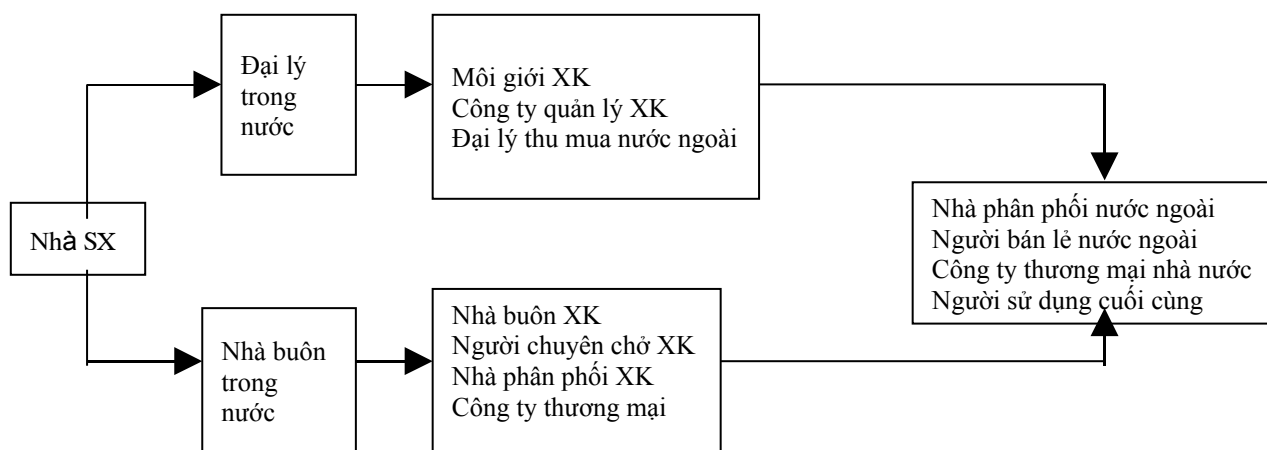 Đại lý
trong
nước
Môi giới XK
Công ty quản lý XK
Đại lý thu mua nước ngoài
Nhà SX
Nhà phân phối nước ngoài
Người bán lẻ nước ngoài
Công ty thương mại nhà nước
Người sử dụng cuối cùng
Nhà buôn
trong
nước
Nhà buôn XK
Người chuyên chở XK
Nhà phân phối XK
Công ty thương mại